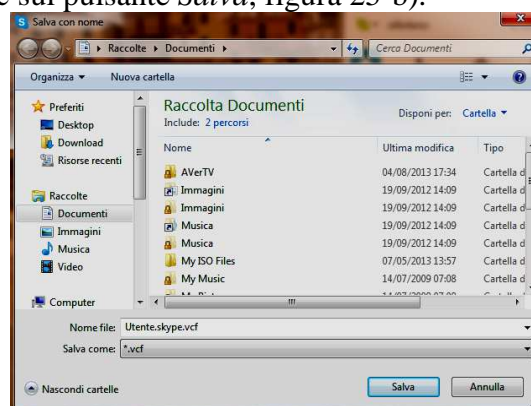 e sul pulsante Salva, figura 25-b).
Salva con nome
Raccolte Documenti Cerca Documenti
Organizza Nuova cartella
Preferiti
Desktop
Download
Risorse recenti
Raccolte
Documenti
Immagini
Musica
Video
Computer
Raccolta Documenti
Include: 2 percorsi
Disponi per: Cartella
Nome Ultima modifica Tipo
AVerTV 04/08/2013 17:34 Cartella d
Immagini 19/09/2012 14:09 Cartella d
Immagini 19/09/2012 14:09 Cartella d
Musica 19/09/2012 14:09 Cartella d
Musica 19/09/2012 14:09 Cartella d
My ISO Files 07/05/2013 13:57 Cartella d
My Music 14/07/2009 07:08 Cartella d
Nome file: Utente.skype.vcf
Salva come: *.vcf
Nascondi cartelle Salva Annulla